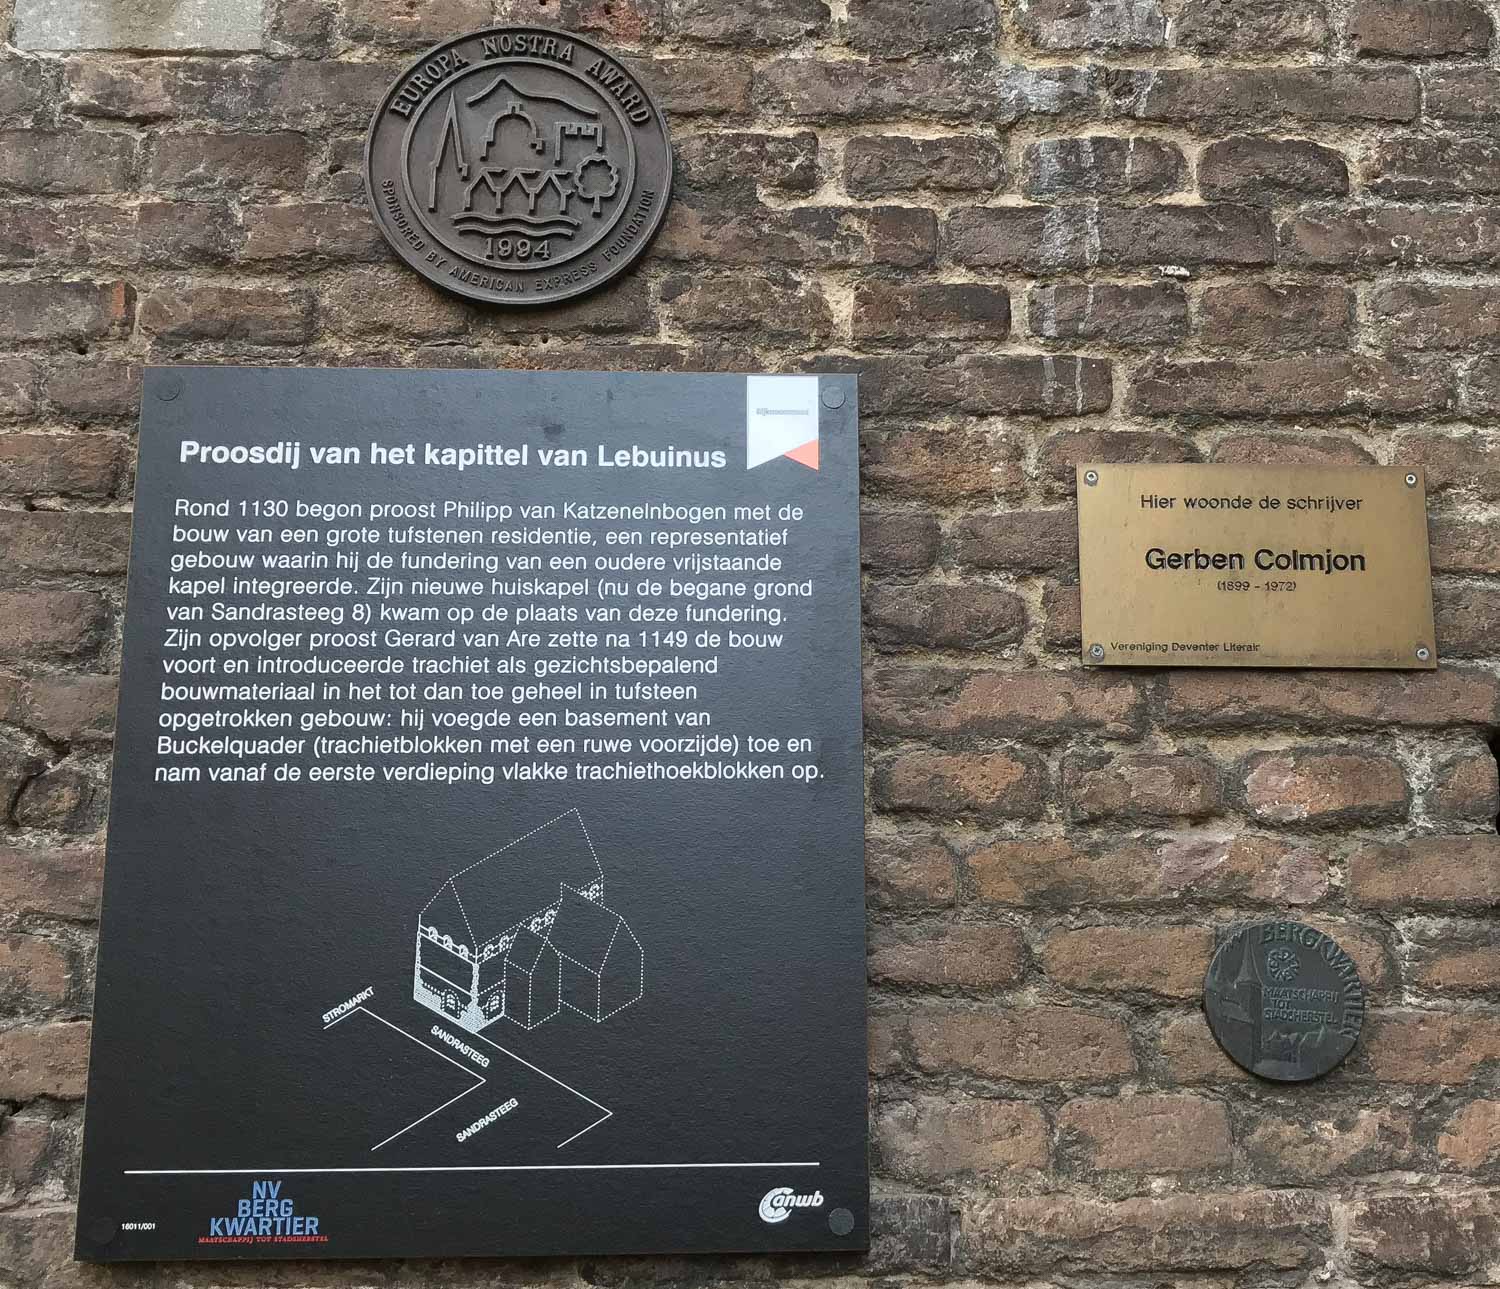 EUROPA NOSTRA AWARD
1994
SPONSORED BY AMERICAN EXPRESS FOUNDATION
Rijksmonument
Proosdij van het kapittel van Lebuinus
Rond 1130 begon proost Philipp van Katzenelnbogen met de
bouw van een grote tufstenen residentie, een representatief
gebouw waarin hij de fundering van een oudere vrijstaande
kapel integreerde. Zijn nieuwe huiskapel (nu de begane grond
van Sandrasteeg 8) kwam op de plaats van deze fundering.
Zijn opvolger proost Gerard van Are zette na 1149 de bouw
voort en introduceerde trachiet als gezichtsbepalend
bouwmateriaal in het tot dan toe geheel in tufsteen
opgetrokken gebouw: hij voegde een basement van
Buckelquader (trachietblokken met een ruwe voorzijde) toe en
nam vanaf de eerste verdieping vlakke trachiethoekblokken op.
STROMARKT
SANDRASTEEG
SANDRASTEEG
16011/001
NV
BERG
KWARTIER
MAATSCHAPPIJ TOT STADSHERSTEL
anwb
Hier woonde de schrijver
Gerben Colmjon
(1899 - 1972)
Vereniging Deventer Literair
NV BERGKWARTIER
MAATSCHAPPIJ
TOT
STADSHERSTEL